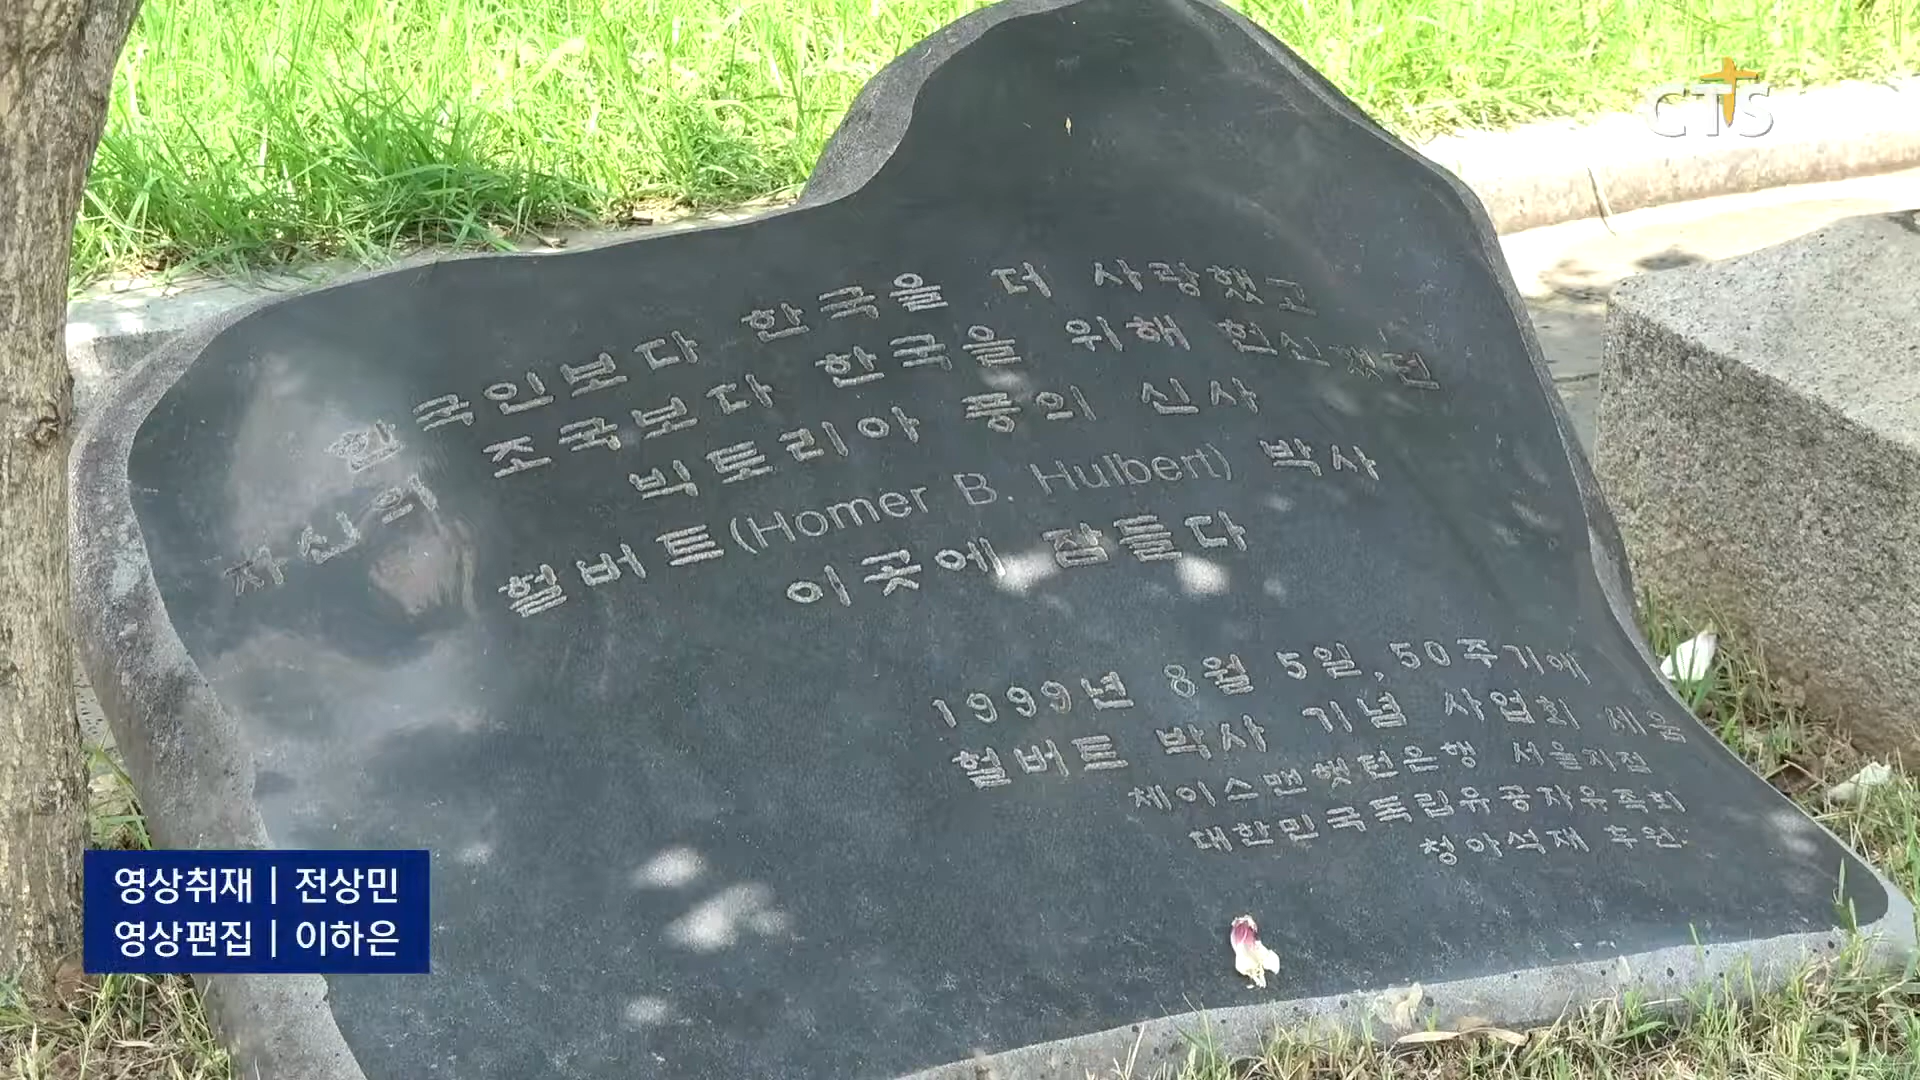 CTS
한국인보다 한국을 더 사랑했고
자신의 조국보다 한국을 위해 헌신했던
빅토리아 풍의 신사
헐버트(Homer B. Hulbert) 박사
이곳에 잠들다
1999년 8월 5일, 50주기에
헐버트 박사 기념 사업회 세움
체이스맨햇턴은행 서울지점
대한민국독립유공자유족회
청아석재 후원
영상취재 | 전상민
영상편집 | 이하은